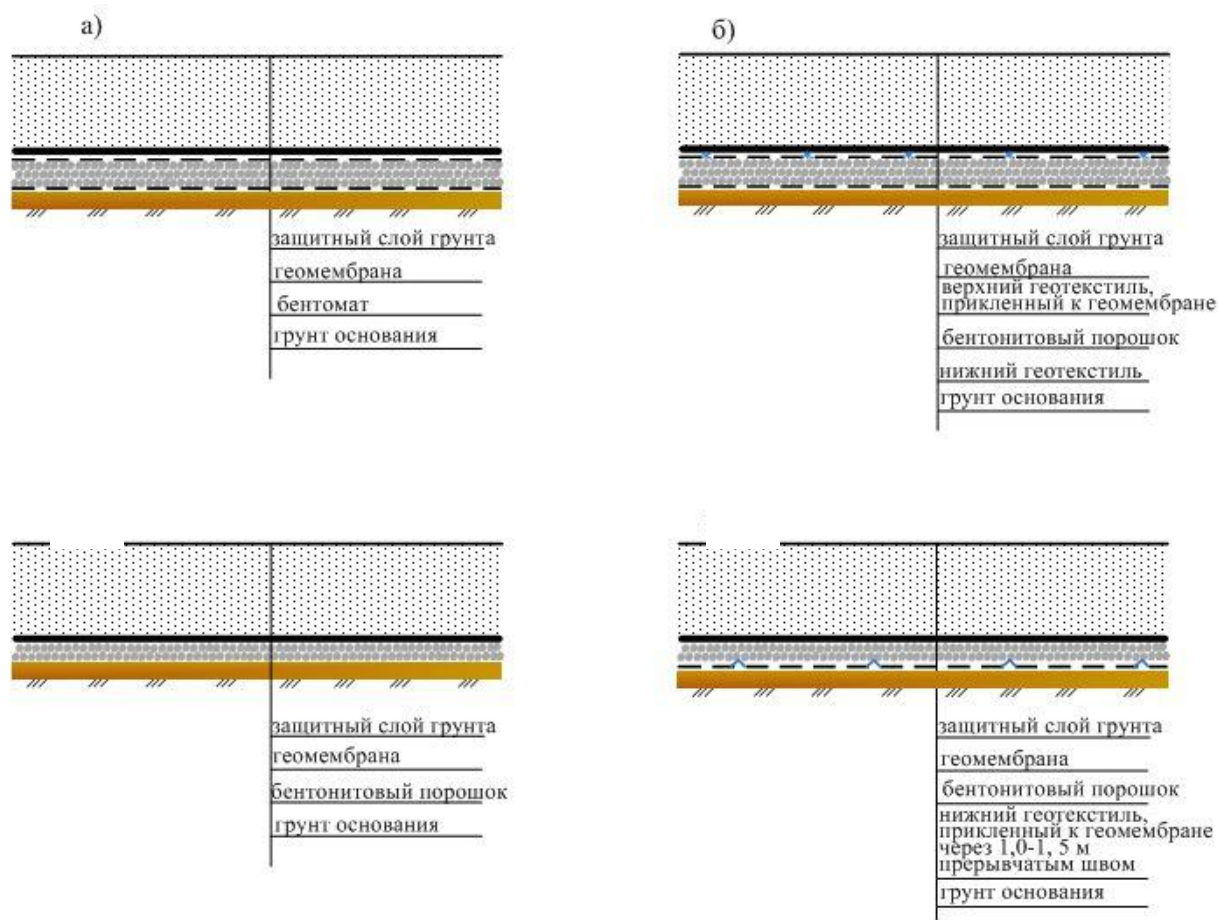 а)
защитный слой грунта
геомембрана
бентомат
грунт основания
б)
защитный слой грунта
геомембрана
верхний геотекстиль,
прикленный к геомембране
бентонитовый порошок
нижний геотекстиль
грунт основания
защитный слой грунта
геомембрана
бентонитовый порошок
грунт основания
защитный слой грунта
геомембрана
бентонитовый порошок
нижний геотекстиль,
прикленный к геомембране
через 1,0-1, 5 м
прерывчатым швом
грунт основания